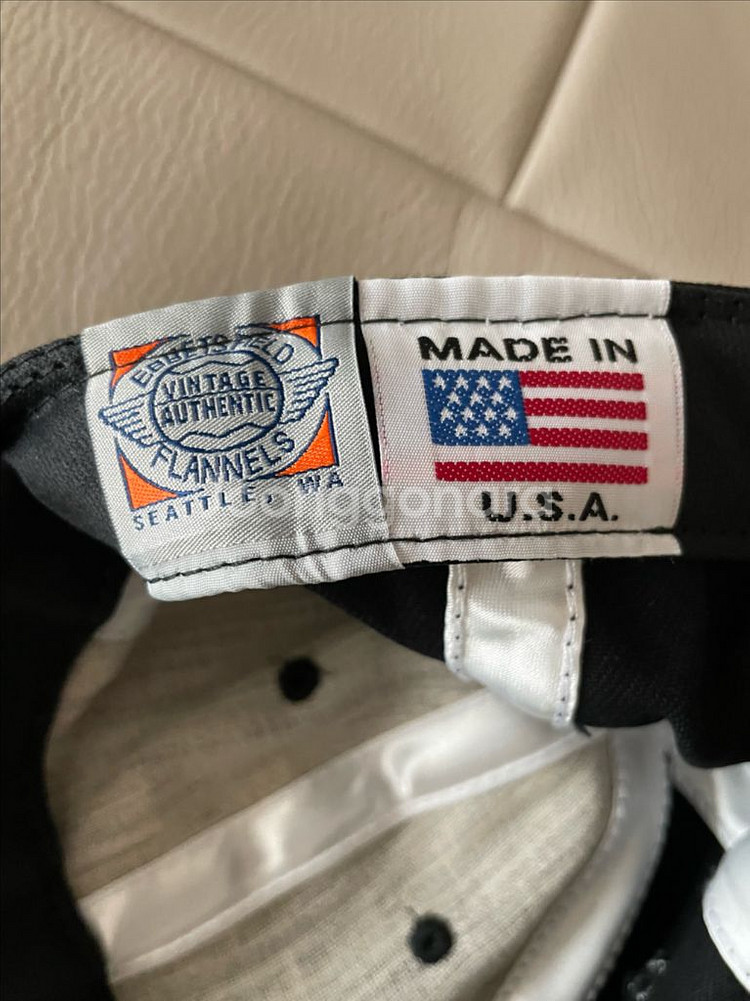 EBBETS FIELD
VINTAGE
AUTHENTIC
FLANNELS
SEATTLE, WA
MADE IN
U.S.A.